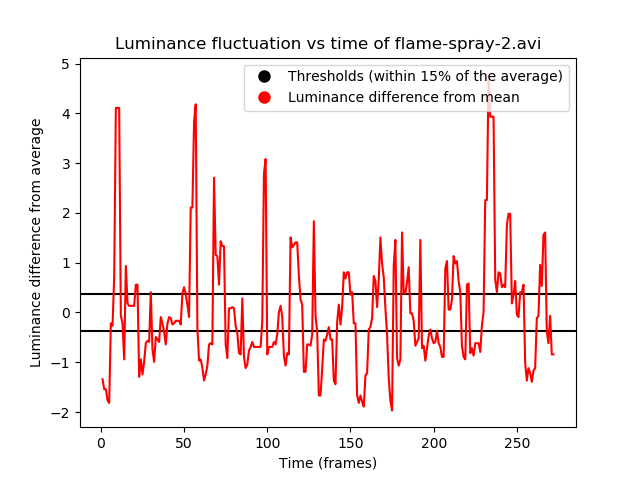 Luminance fluctuation vs time of flame-spray-2.avi
Thresholds (within 15% of the average)
Luminance difference from mean
Luminance difference from average
5
4
3
2
1
0
−1
−2
0 50 100 150 200 250
Time (frames)